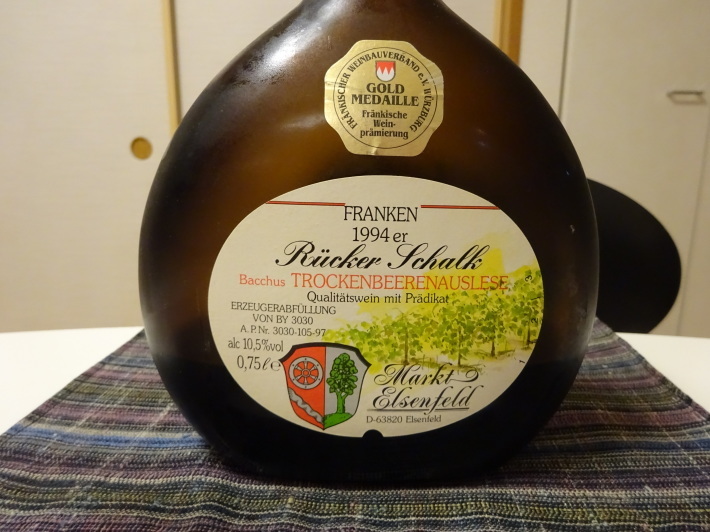 FRÄNKISCHER WEINBAUVERBAND e.V. WÜRZBURG
GOLD
MEDAILLE
Fränkische
Wein-
prämierung
FRANKEN
1994er
Rücker Schalk
Bacchus TROCKENBEERENAUSLESE
Qualitätswein mit Prädikat
ERZEUGERABFÜLLUNG
VON BY 3030
A.P.Nr. 3030-105-97
alc 10,5%vol
0,75ℓ e
Markt
Elsenfeld
D-63820 Elsenfeld